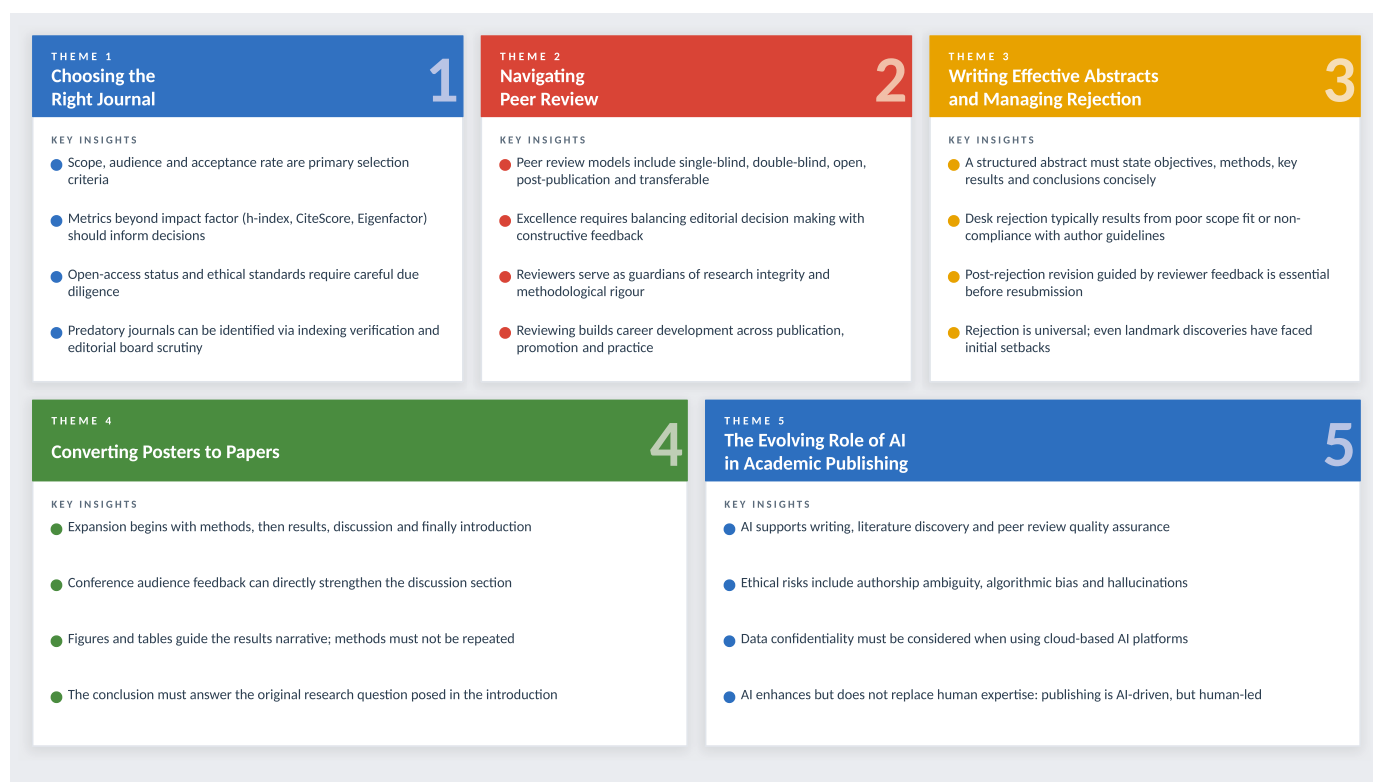 THEME 1
Choosing the
Right Journal
1
KEY INSIGHTS
Scope, audience and acceptance rate are primary selection
criteria
Metrics beyond impact factor (h-index, CiteScore, Eigenfactor)
should inform decisions
Open-access status and ethical standards require careful due
diligence
Predatory journals can be identified via indexing verification and
editorial board scrutiny
THEME 2
Navigating
Peer Review
2
KEY INSIGHTS
Peer review models include single-blind, double-blind, open,
post-publication and transferable
Excellence requires balancing editorial decision making with
constructive feedback
Reviewers serve as guardians of research integrity and
methodological rigour
Reviewing builds career development across publication,
promotion and practice
THEME 3
Writing Effective Abstracts
and Managing Rejection
3
KEY INSIGHTS
A structured abstract must state objectives, methods, key
results and conclusions concisely
Desk rejection typically results from poor scope fit or non-
compliance with author guidelines
Post-rejection revision guided by reviewer feedback is essential
before resubmission
Rejection is universal; even landmark discoveries have faced
initial setbacks
THEME 4
Converting Posters to Papers
4
KEY INSIGHTS
Expansion begins with methods, then results, discussion and finally introduction
Conference audience feedback can directly strengthen the discussion section
Figures and tables guide the results narrative; methods must not be repeated
The conclusion must answer the original research question posed in the introduction
THEME 5
The Evolving Role of AI
in Academic Publishing
5
KEY INSIGHTS
AI supports writing, literature discovery and peer review quality assurance
Ethical risks include authorship ambiguity, algorithmic bias and hallucinations
Data confidentiality must be considered when using cloud-based AI platforms
AI enhances but does not replace human expertise: publishing is AI-driven, but human-led